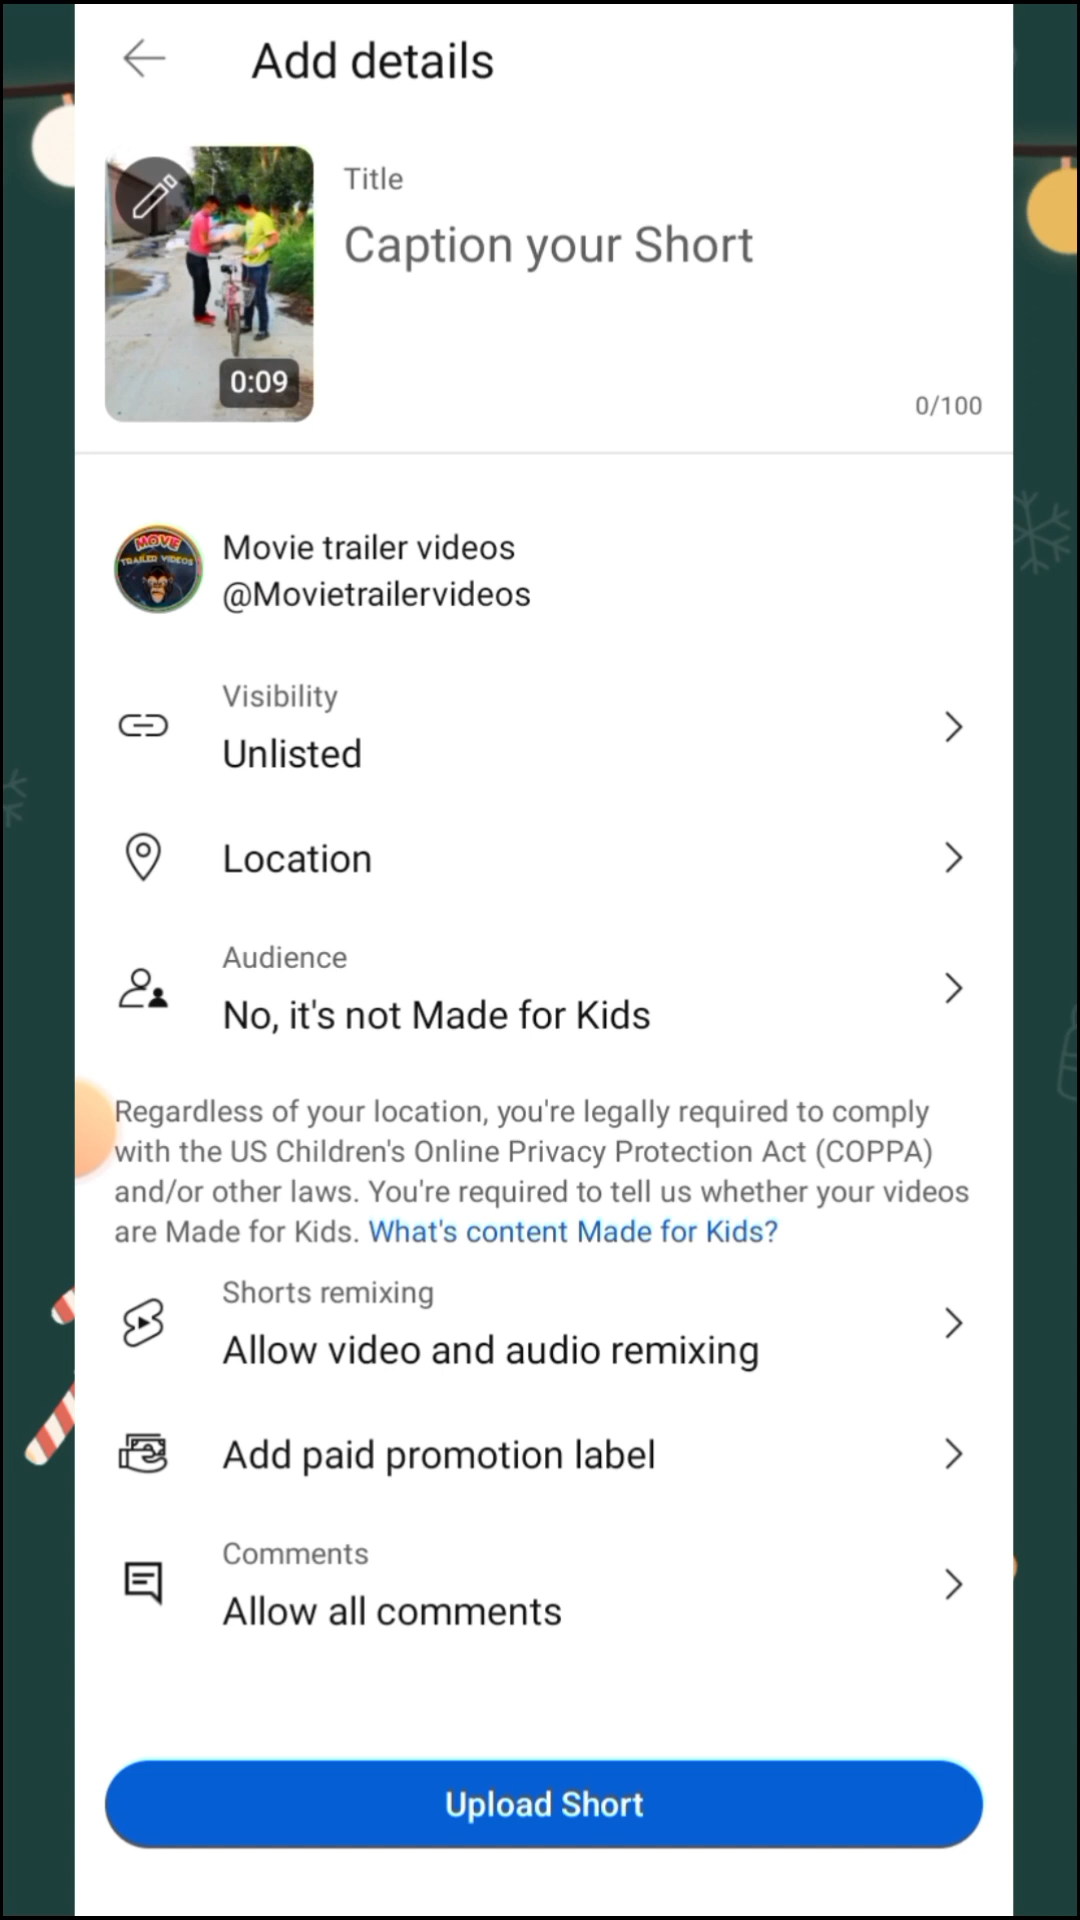 Add details
Title
Caption your Short
0:09
0/100
MOVIE
TRAILER VIDEOS
Movie trailer videos
@Movietrailervideos
Visibility
Unlisted
Location
Audience
No, it's not Made for Kids
Regardless of your location, you're legally required to comply
with the US Children's Online Privacy Protection Act (COPPA)
and/or other laws. You're required to tell us whether your videos
are Made for Kids. What's content Made for Kids?
Shorts remixing
Allow video and audio remixing
Add paid promotion label
Comments
Allow all comments
Upload Short